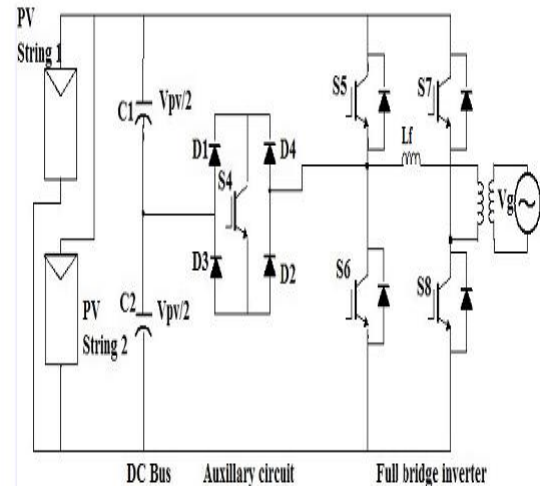 PV
String 1
C1
Vpv/2
D1
D4
S4
D3
D2
S5
S7
Lf
Vg
S6
S8
PV
String 2
C2
Vpv/2
DC Bus
Auxillary circuit
Full bridge inverter